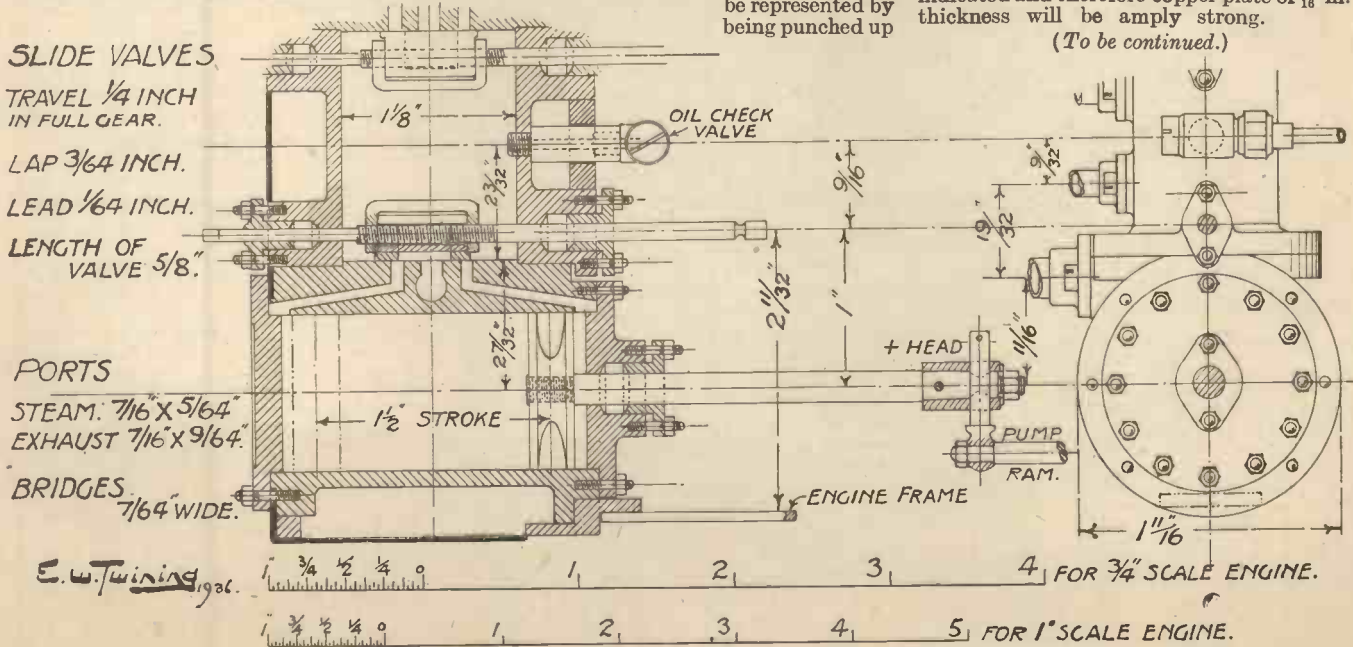 be represented by
being punched up
indicated and therefore copper plate of 1/16 in.
thickness will be amply strong.
(To be continued.)
SLIDE VALVES
TRAVEL 1/4 INCH
IN FULL GEAR.
LAP 3/64 INCH.
LEAD 1/64 INCH.
LENGTH OF
VALVE 5/8".
PORTS
STEAM. 7/16" X 5/64"
EXHAUST 7/16" X 9/64".
BRIDGES.
7/64" WIDE.
1 1/8"
OIL CHECK
VALVE
23/32"
9/16"
9/32"
19/32"
27/32"
2 11/32"
1"
11/16"
+ HEAD
1 1/2" STROKE
PUMP
RAM.
ENGINE FRAME
1 11/16"
E.W.Twining, 1936.
1" 3/4 1/2 1/4 0 1 2 3 4 FOR 3/4" SCALE ENGINE.
1" 3/4 1/2 1/4 0 1 2 3 4 5 FOR 1" SCALE ENGINE.